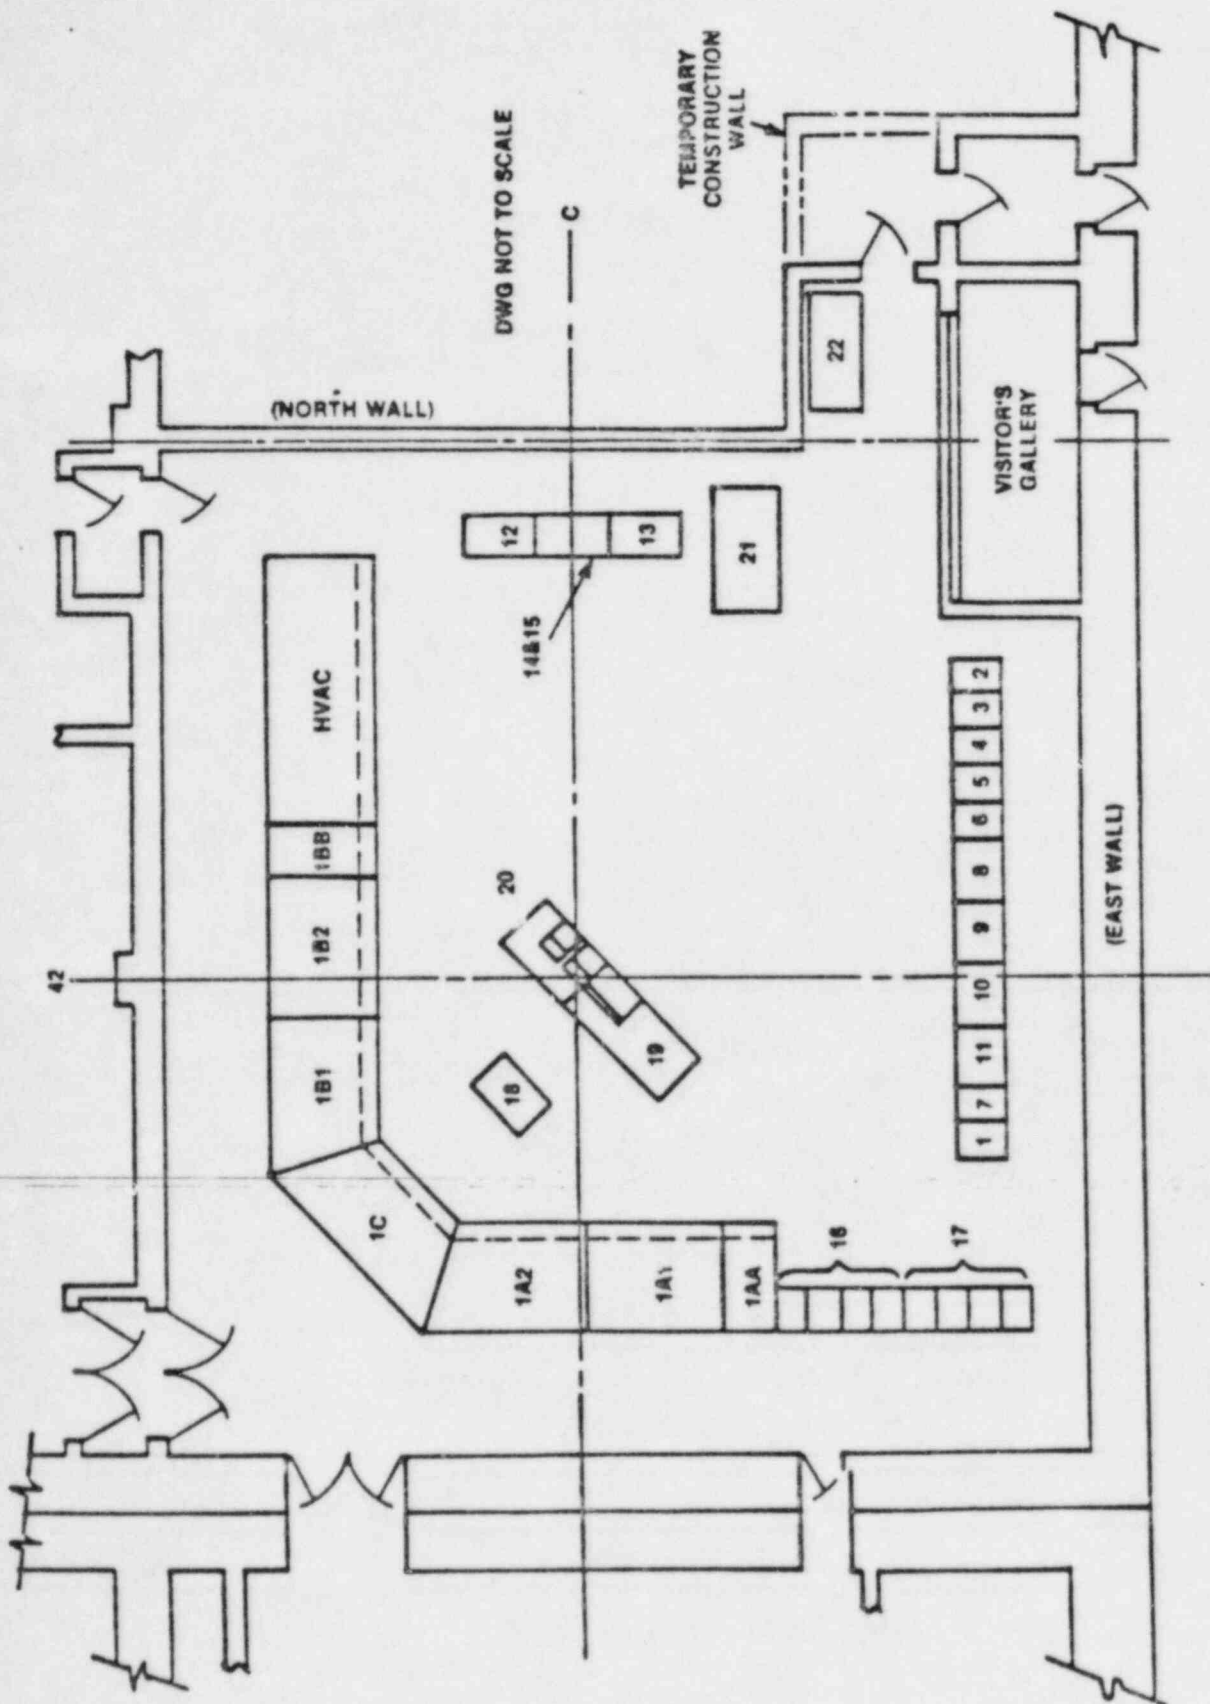 42
1B1
1B2
1BB
HVAC
(NORTH WALL)
1C
20
DWG NOT TO SCALE
18
12
1A2
14&15
C
19
13
1A1
TEMPORARY
CONSTRUCTION
WALL
1AA
21
22
16
17
1 7 11 10 9 8 6 5 4 3 2
VISITOR'S
GALLERY
(EAST WALL)